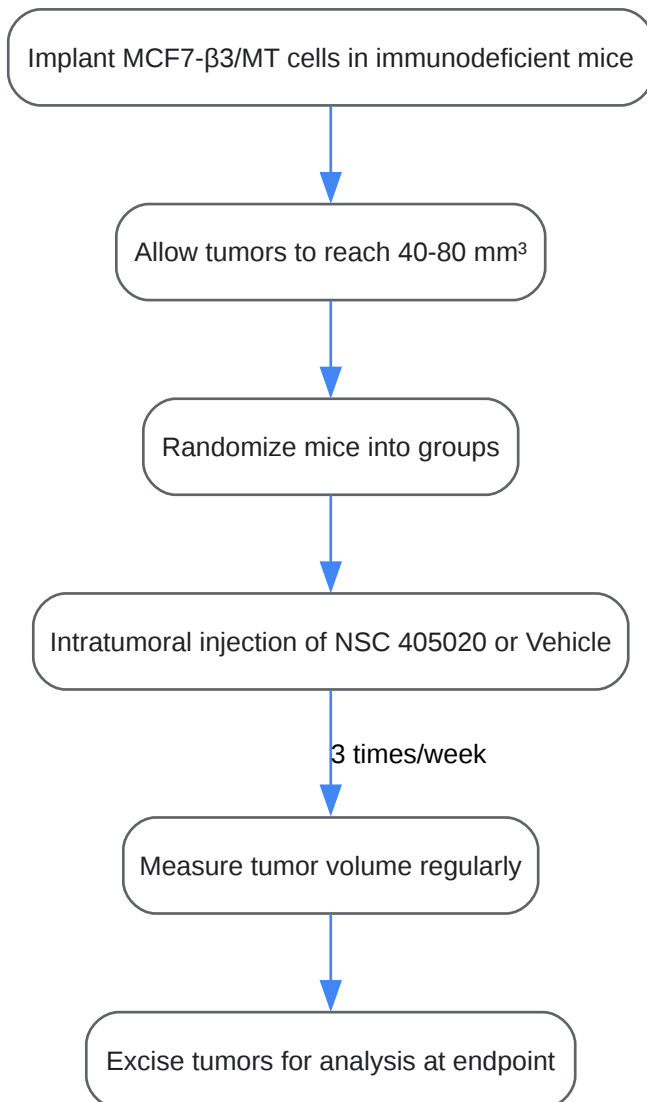 Implant MCF7-β3/MT cells in immunodeficient mice
Allow tumors to reach 40-80 mm³
Randomize mice into groups
Intratumoral injection of NSC 405020 or Vehicle
3 times/week
Measure tumor volume regularly
Excise tumors for analysis at endpoint